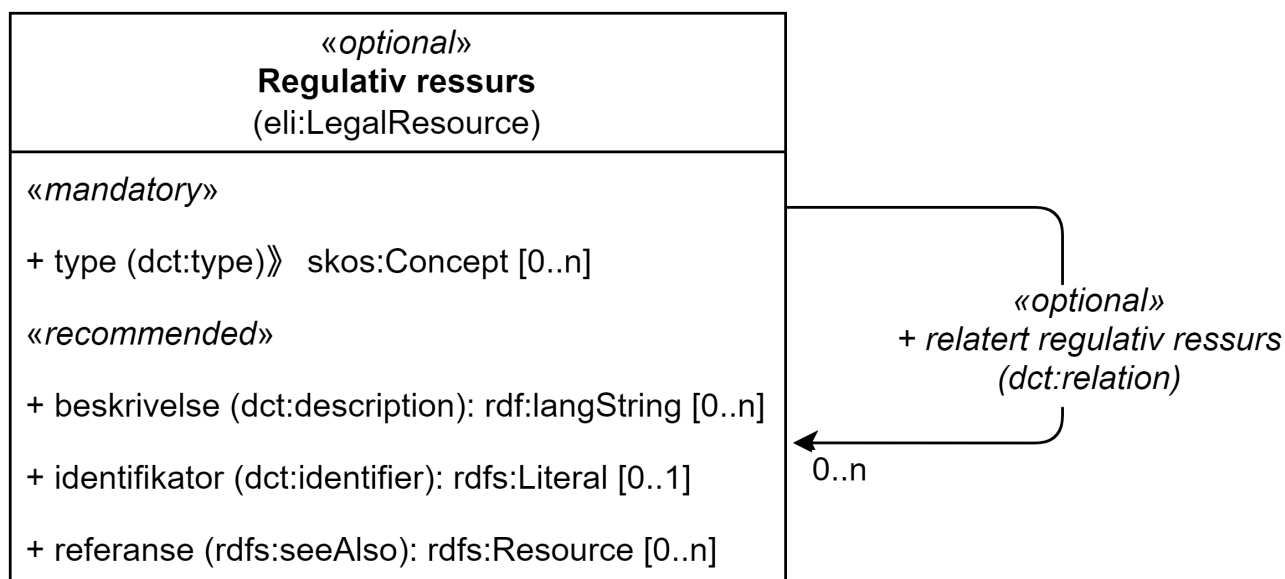 «optional»
Regulativ ressurs
(eli:LegalResource)
«mandatory»
+ type (dct:type)》 skos:Concept [0..n]
«recommended»
+ beskrivelse (dct:description): rdf:langString [0..n]
+ identifikator (dct:identifier): rdfs:Literal [0..1]
+ referanse (rdfs:seeAlso): rdfs:Resource [0..n]
«optional»
+ relatert regulativ ressurs
(dct:relation)
0..n